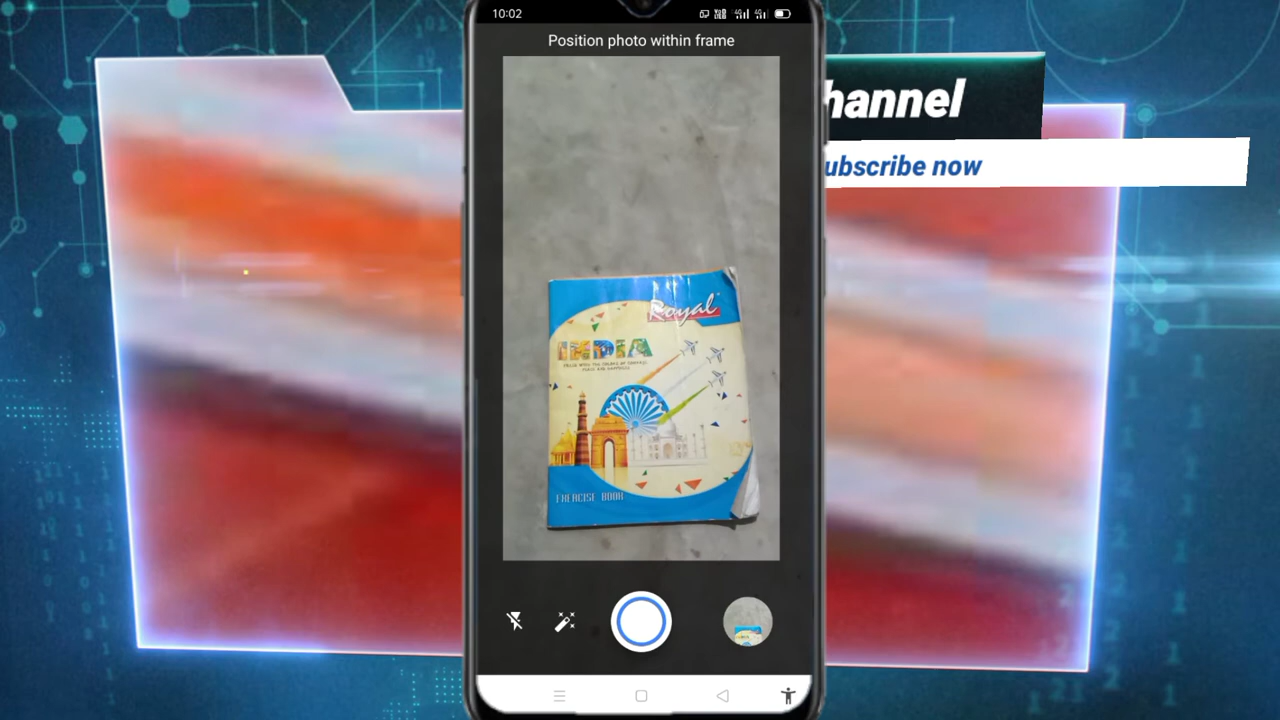 10:02
Position photo within frame
hannel
ubscribe now
Royal
INDIA
EXERCISE BOOK